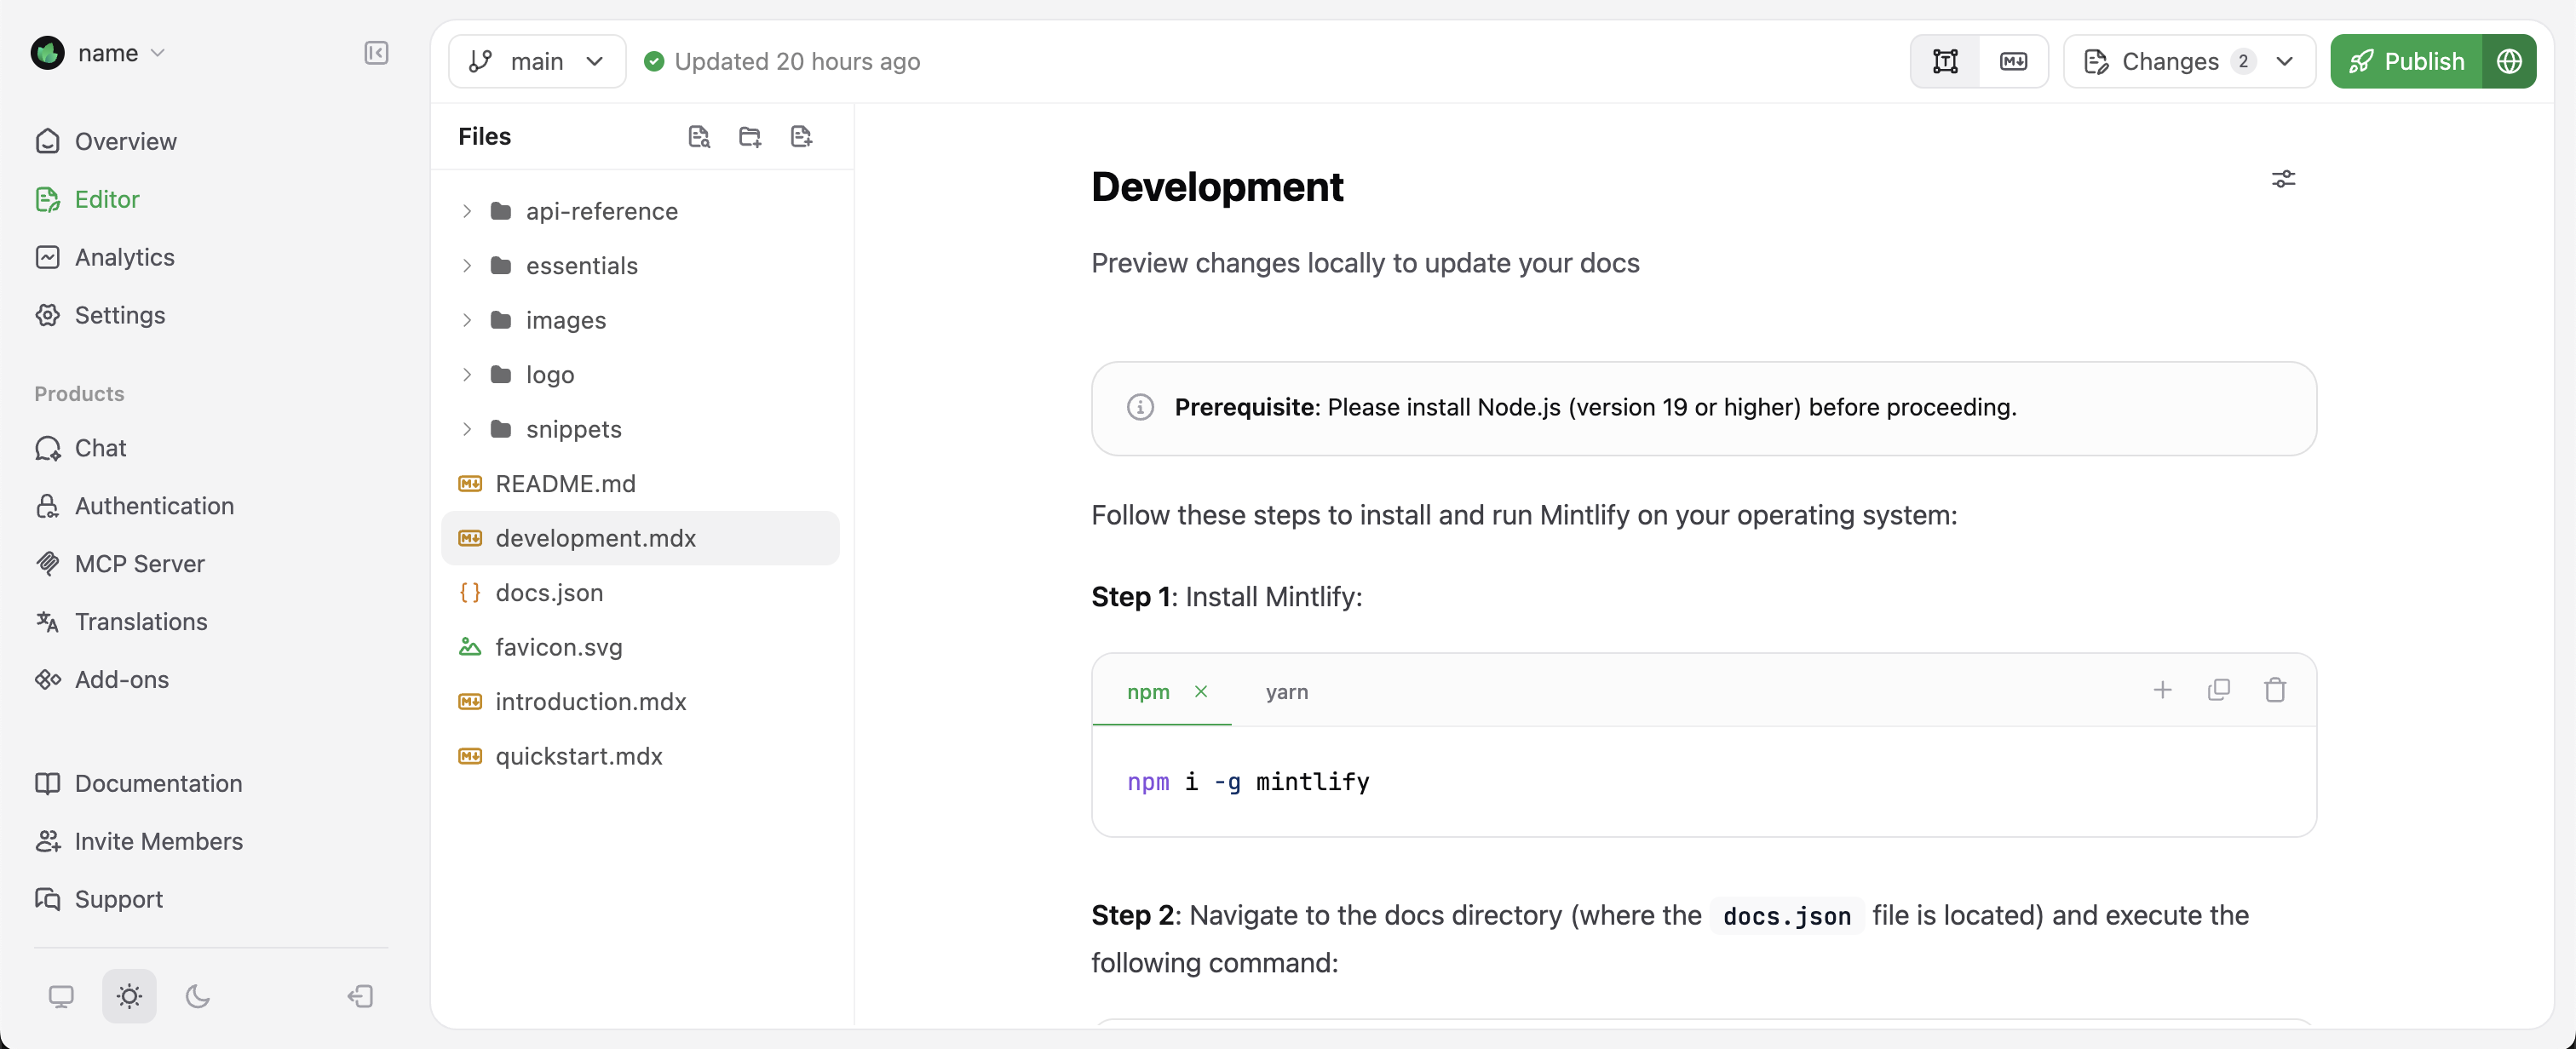 name
Overview
Editor
Analytics
Settings
Products
Chat
Authentication
MCP Server
Translations
Add-ons
Documentation
Invite Members
Support
main
Updated 20 hours ago
Changes 2
Publish
Files
api-reference
essentials
images
logo
snippets
README.md
development.mdx
docs.json
favicon.svg
introduction.mdx
quickstart.mdx
Development
Preview changes locally to update your docs
Prerequisite: Please install Node.js (version 19 or higher) before proceeding.
Follow these steps to install and run Mintlify on your operating system:
Step 1: Install Mintlify:
npm yarn
npm i -g mintlify
Step 2: Navigate to the docs directory (where the docs.json file is located) and execute the
following command: